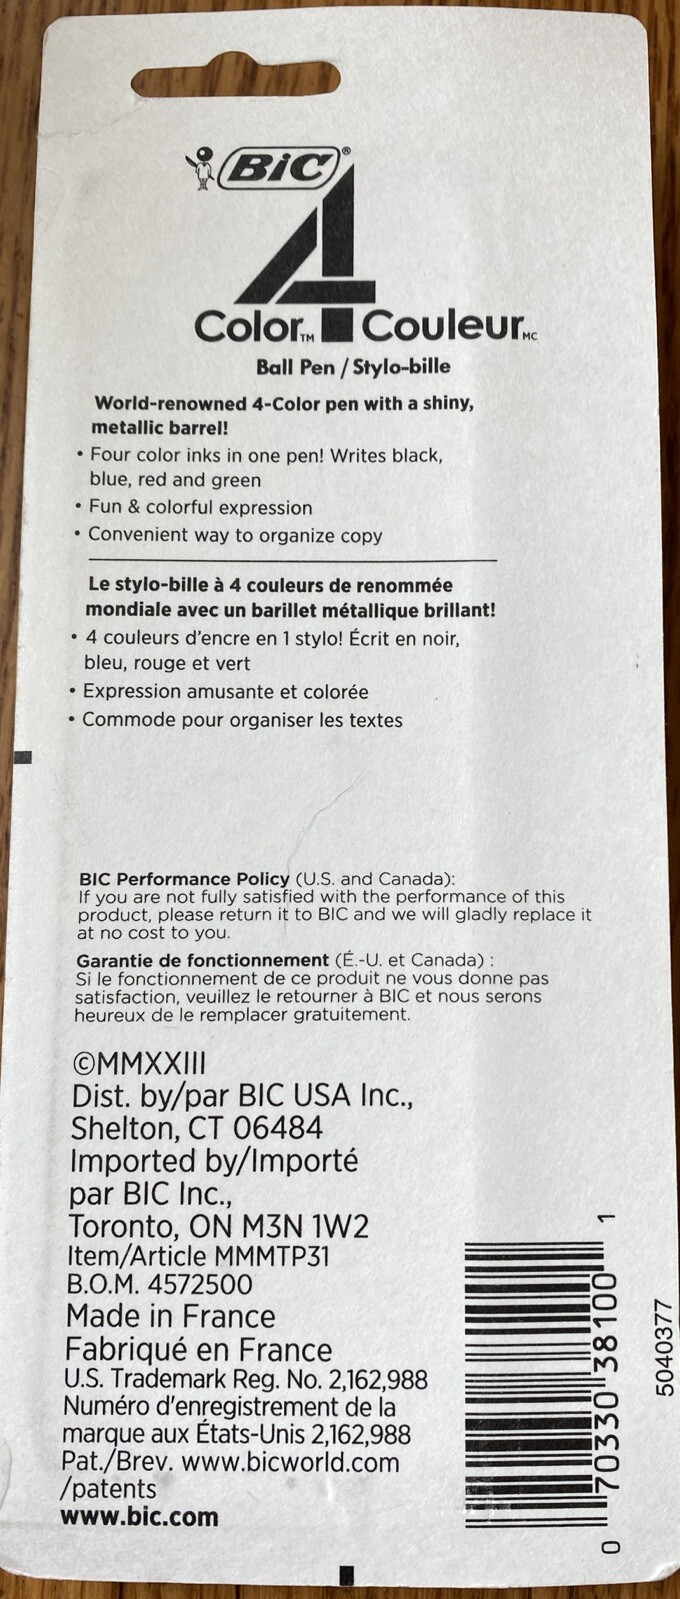 BiC®
4
Color™ Couleur MC
Ball Pen / Stylo-bille
World-renowned 4-Color pen with a shiny,
metallic barrel!
• Four color inks in one pen! Writes black,
blue, red and green
• Fun & colorful expression
• Convenient way to organize copy
Le stylo-bille à 4 couleurs de renommée
mondiale avec un barillet métallique brillant!
• 4 couleurs d'encre en 1 stylo! Écrit en noir,
bleu, rouge et vert
• Expression amusante et colorée
• Commode pour organiser les textes
BIC Performance Policy (U.S. and Canada):
If you are not fully satisfied with the performance of this
product, please return it to BIC and we will gladly replace it
at no cost to you.
Garantie de fonctionnement (É.-U. et Canada) :
Si le fonctionnement de ce produit ne vous donne pas
satisfaction, veuillez le retourner à BIC et nous serons
heureux de le remplacer gratuitement.
©MMXXIII
Dist. by/par BIC USA Inc.,
Shelton, CT 06484
Imported by/Importé
par BIC Inc.,
Toronto, ON M3N 1W2
Item/Article MMMTP31
B.O.M. 4572500
Made in France
Fabriqué en France
U.S. Trademark Reg. No. 2,162,988
Numéro d'enregistrement de la
marque aux États-Unis 2,162,988
Pat./Brev. www.bicworld.com
/patents
www.bic.com
0 70330 38100 1
5040377